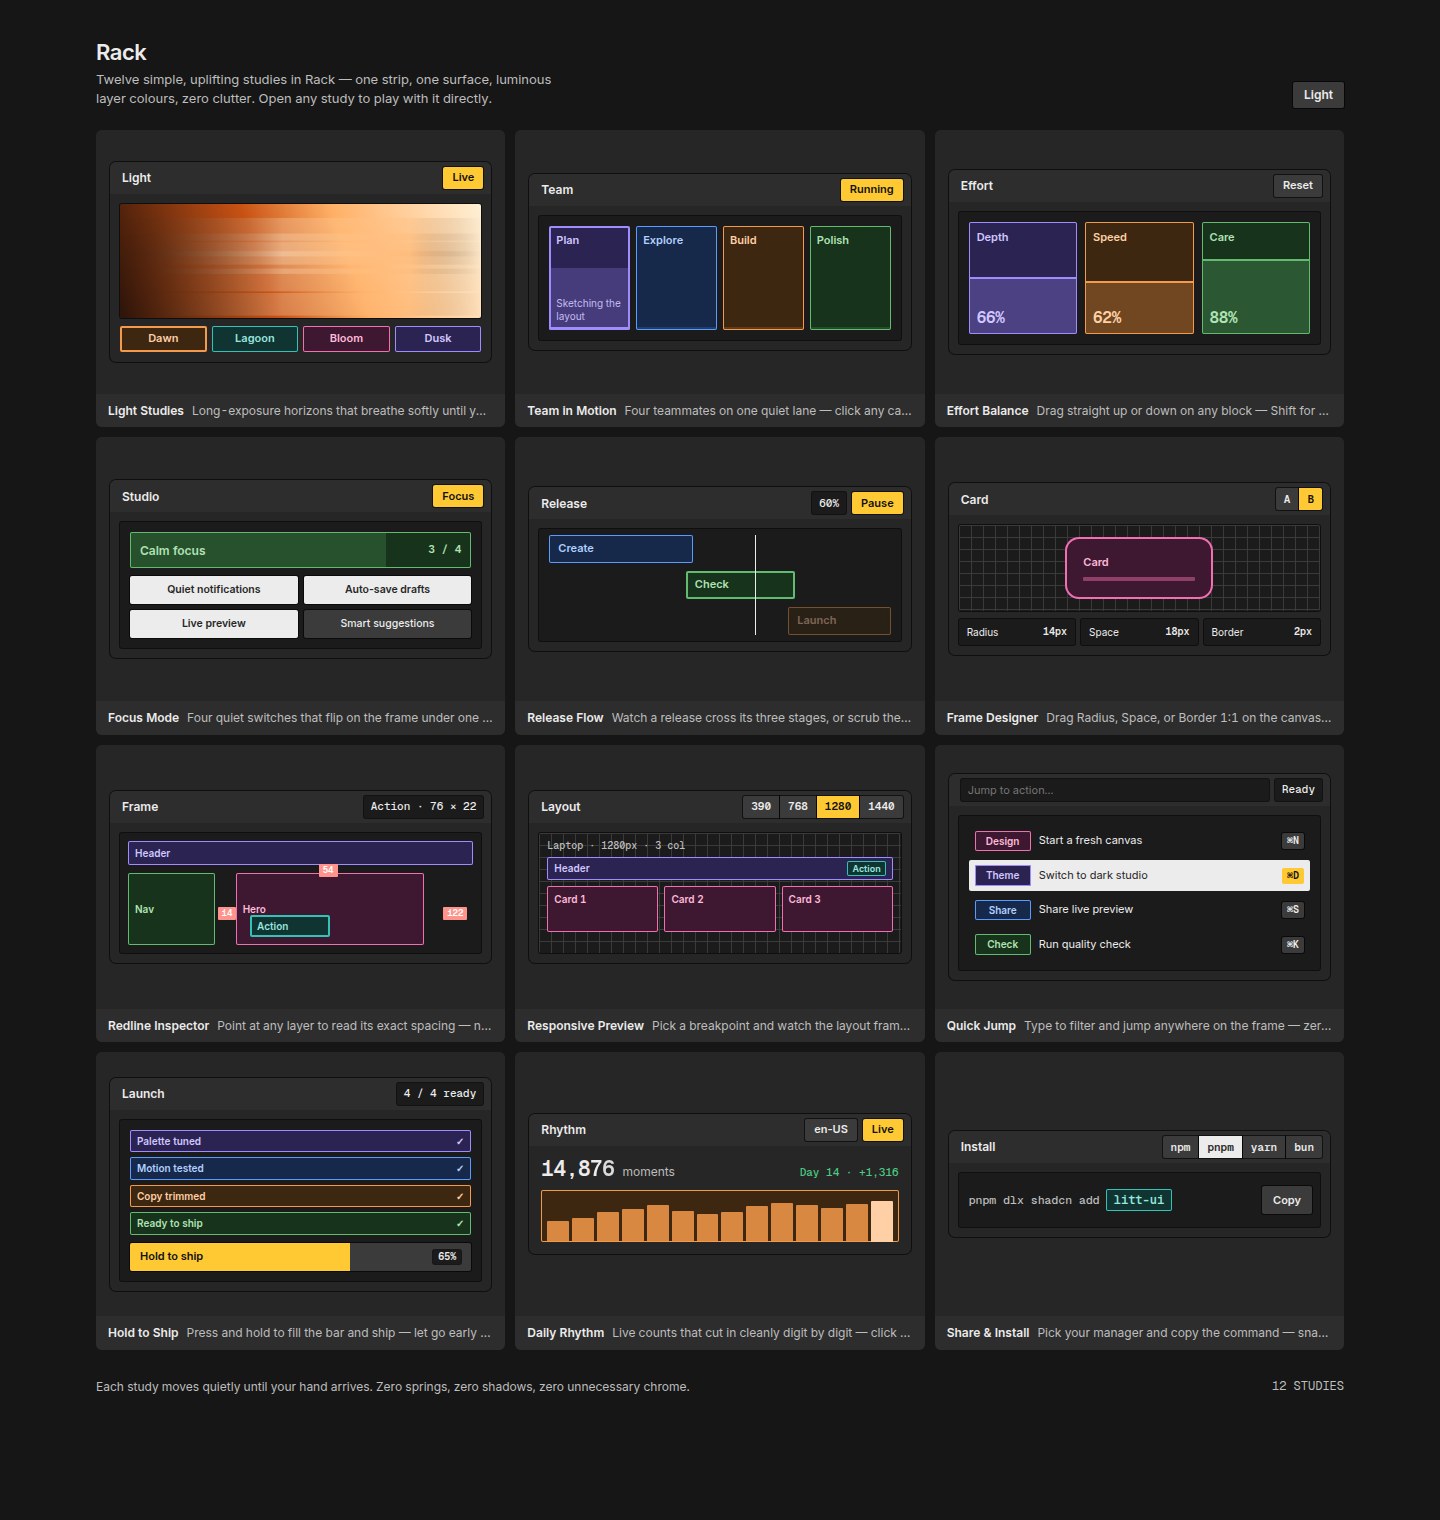 Rack
Twelve simple, uplifting studies in Rack — one strip, one surface, luminous
layer colours, zero clutter. Open any study to play with it directly.
Light
Light
Live
Dawn
Lagoon
Bloom
Dusk
Light Studies Long-exposure horizons that breathe softly until y...
Team
Running
Plan
Sketching the
layout
Explore
Build
Polish
Team in Motion Four teammates on one quiet lane — click any ca...
Effort
Reset
Depth
66%
Speed
62%
Care
88%
Effort Balance Drag straight up or down on any block — Shift for ...
Studio
Focus
Calm focus
3 / 4
Quiet notifications
Auto-save drafts
Live preview
Smart suggestions
Focus Mode Four quiet switches that flip on the frame under one ...
Release
60%
Pause
Create
Check
Launch
Release Flow Watch a release cross its three stages, or scrub the...
Card
A
B
Card
Radius 14px
Space 18px
Border 2px
Frame Designer Drag Radius, Space, or Border 1:1 on the canvas...
Frame
Action · 76 × 22
Header
54
Nav
14
Hero
Action
122
Redline Inspector Point at any layer to read its exact spacing — n...
Layout
390
768
1280
1440
Laptop · 1280px · 3 col
Header
Action
Card 1
Card 2
Card 3
Responsive Preview Pick a breakpoint and watch the layout fram...
Jump to action...
Ready
Design Start a fresh canvas ⌘N
Theme Switch to dark studio ⌘D
Share Share live preview ⌘S
Check Run quality check ⌘K
Quick Jump Type to filter and jump anywhere on the frame — zer...
Launch
4 / 4 ready
Palette tuned ✓
Motion tested ✓
Copy trimmed ✓
Ready to ship ✓
Hold to ship 65%
Hold to Ship Press and hold to fill the bar and ship — let go early ...
Rhythm
en-US
Live
14,876 moments
Day 14 · +1,316
Daily Rhythm Live counts that cut in cleanly digit by digit — click ...
Install
npm
pnpm
yarn
bun
pnpm dlx shadcn add litt-ui
Copy
Share & Install Pick your manager and copy the command — sna...
Each study moves quietly until your hand arrives. Zero springs, zero shadows, zero unnecessary chrome.
12 STUDIES